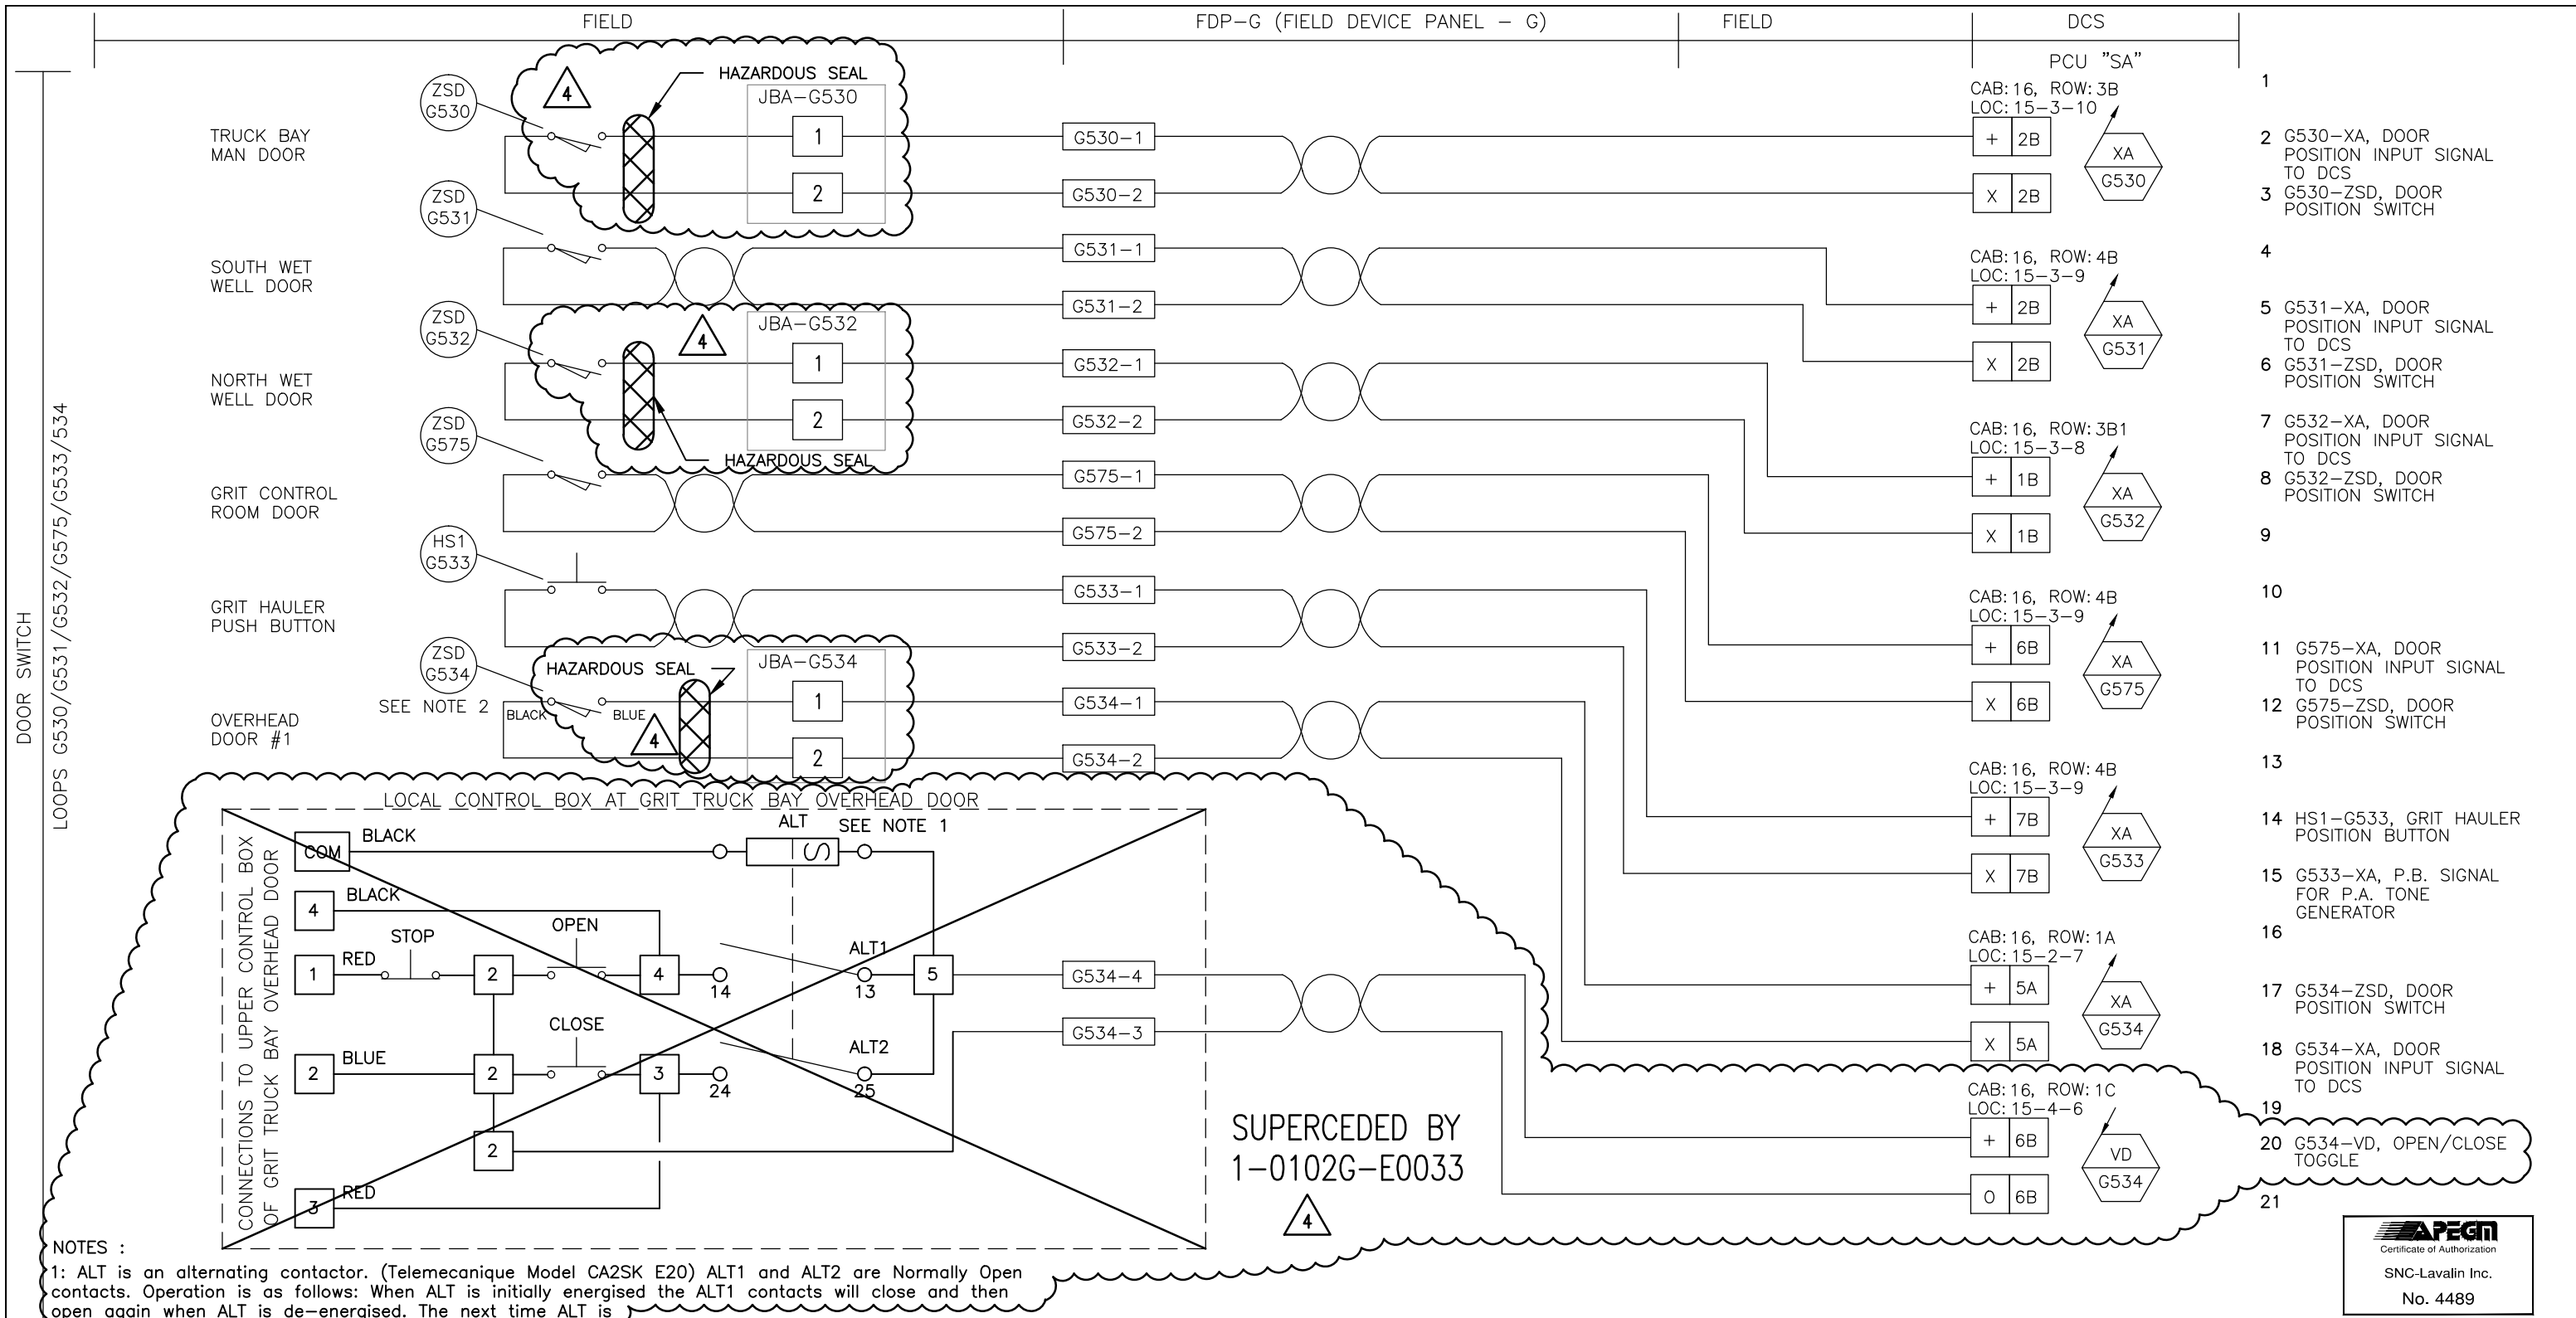 FIELD
FDP-G (FIELD DEVICE PANEL - G)
FIELD
DCS
PCU "SA"
DOOR SWITCH
LOOPS G530/G531/G532/G575/G533/534
ZSD
G530
4
HAZARDOUS SEAL
JBA-G530
TRUCK BAY
MAN DOOR
1
2
G530-1
G530-2
CAB:16, ROW:3B
LOC:15-3-10
+ 2B
X 2B
XA
G530
ZSD
G531
SOUTH WET
WELL DOOR
G531-1
G531-2
CAB:16, ROW:4B
LOC:15-3-9
+ 2B
X 2B
XA
G531
ZSD
G532
4
JBA-G532
NORTH WET
WELL DOOR
1
2
HAZARDOUS SEAL
G532-1
G532-2
CAB:16, ROW:3B1
LOC:15-3-8
+ 1B
X 1B
XA
G532
ZSD
G575
GRIT CONTROL
ROOM DOOR
G575-1
G575-2
CAB:16, ROW:4B
LOC:15-3-9
+ 6B
X 6B
XA
G575
HS1
G533
GRIT HAULER
PUSH BUTTON
G533-1
G533-2
CAB:16, ROW:4B
LOC:15-3-9
+ 7B
X 7B
XA
G533
ZSD
G534
HAZARDOUS SEAL
JBA-G534
SEE NOTE 2
BLACK
BLUE
4
OVERHEAD
DOOR #1
1
2
G534-1
G534-2
CAB:16, ROW:1A
LOC:15-2-7
+ 5A
X 5A
XA
G534
LOCAL CONTROL BOX AT GRIT TRUCK BAY OVERHEAD DOOR
CONNECTIONS TO UPPER CONTROL BOX
OF GRIT TRUCK BAY OVERHEAD DOOR
COM
BLACK
ALT
SEE NOTE 1
S
4
BLACK
STOP
OPEN
ALT1
1
RED
2
4
14
13
5
CLOSE
ALT2
2
BLUE
2
3
24
25
2
3
RED
G534-4
G534-3
CAB:16, ROW:1C
LOC:15-4-6
+ 6B
O 6B
VD
G534
SUPERCEDED BY
1-0102G-E0033
4
1
2 G530-XA, DOOR
POSITION INPUT SIGNAL
TO DCS
3 G530-ZSD, DOOR
POSITION SWITCH
4
5 G531-XA, DOOR
POSITION INPUT SIGNAL
TO DCS
6 G531-ZSD, DOOR
POSITION SWITCH
7 G532-XA, DOOR
POSITION INPUT SIGNAL
TO DCS
8 G532-ZSD, DOOR
POSITION SWITCH
9
10
11 G575-XA, DOOR
POSITION INPUT SIGNAL
TO DCS
12 G575-ZSD, DOOR
POSITION SWITCH
13
14 HS1-G533, GRIT HAULER
POSITION BUTTON
15 G533-XA, P.B. SIGNAL
FOR P.A. TONE
GENERATOR
16
17 G534-ZSD, DOOR
POSITION SWITCH
18 G534-XA, DOOR
POSITION INPUT SIGNAL
TO DCS
19
20 G534-VD, OPEN/CLOSE
TOGGLE
21
NOTES :
1: ALT is an alternating contactor. (Telemecanique Model CA2SK E20) ALT1 and ALT2 are Normally Open
contacts. Operation is as follows: When ALT is initially energised the ALT1 contacts will close and then
open again when ALT is de-energised. The next time ALT is
APEGM
Certificate of Authorization
SNC-Lavalin Inc.
No. 4489